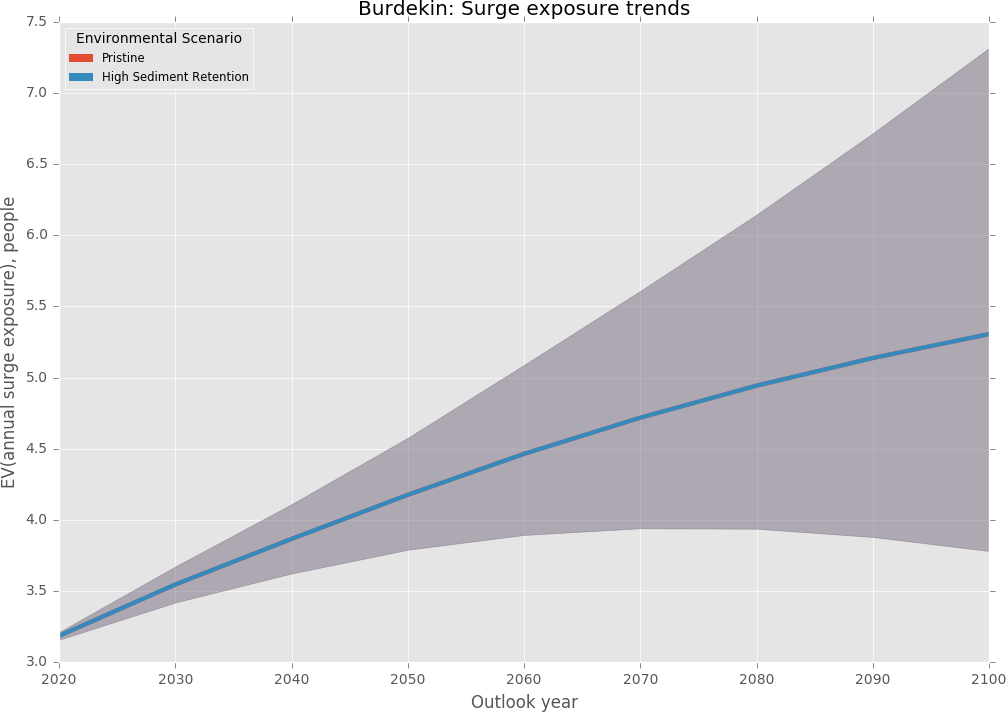 Burdekin: Surge exposure trends
Environmental Scenario
Pristine
High Sediment Retention
EV(annual surge exposure), people
7.5
7.0
6.5
6.0
5.5
5.0
4.5
4.0
3.5
3.0
2020 2030 2040 2050 2060 2070 2080 2090 2100
Outlook year